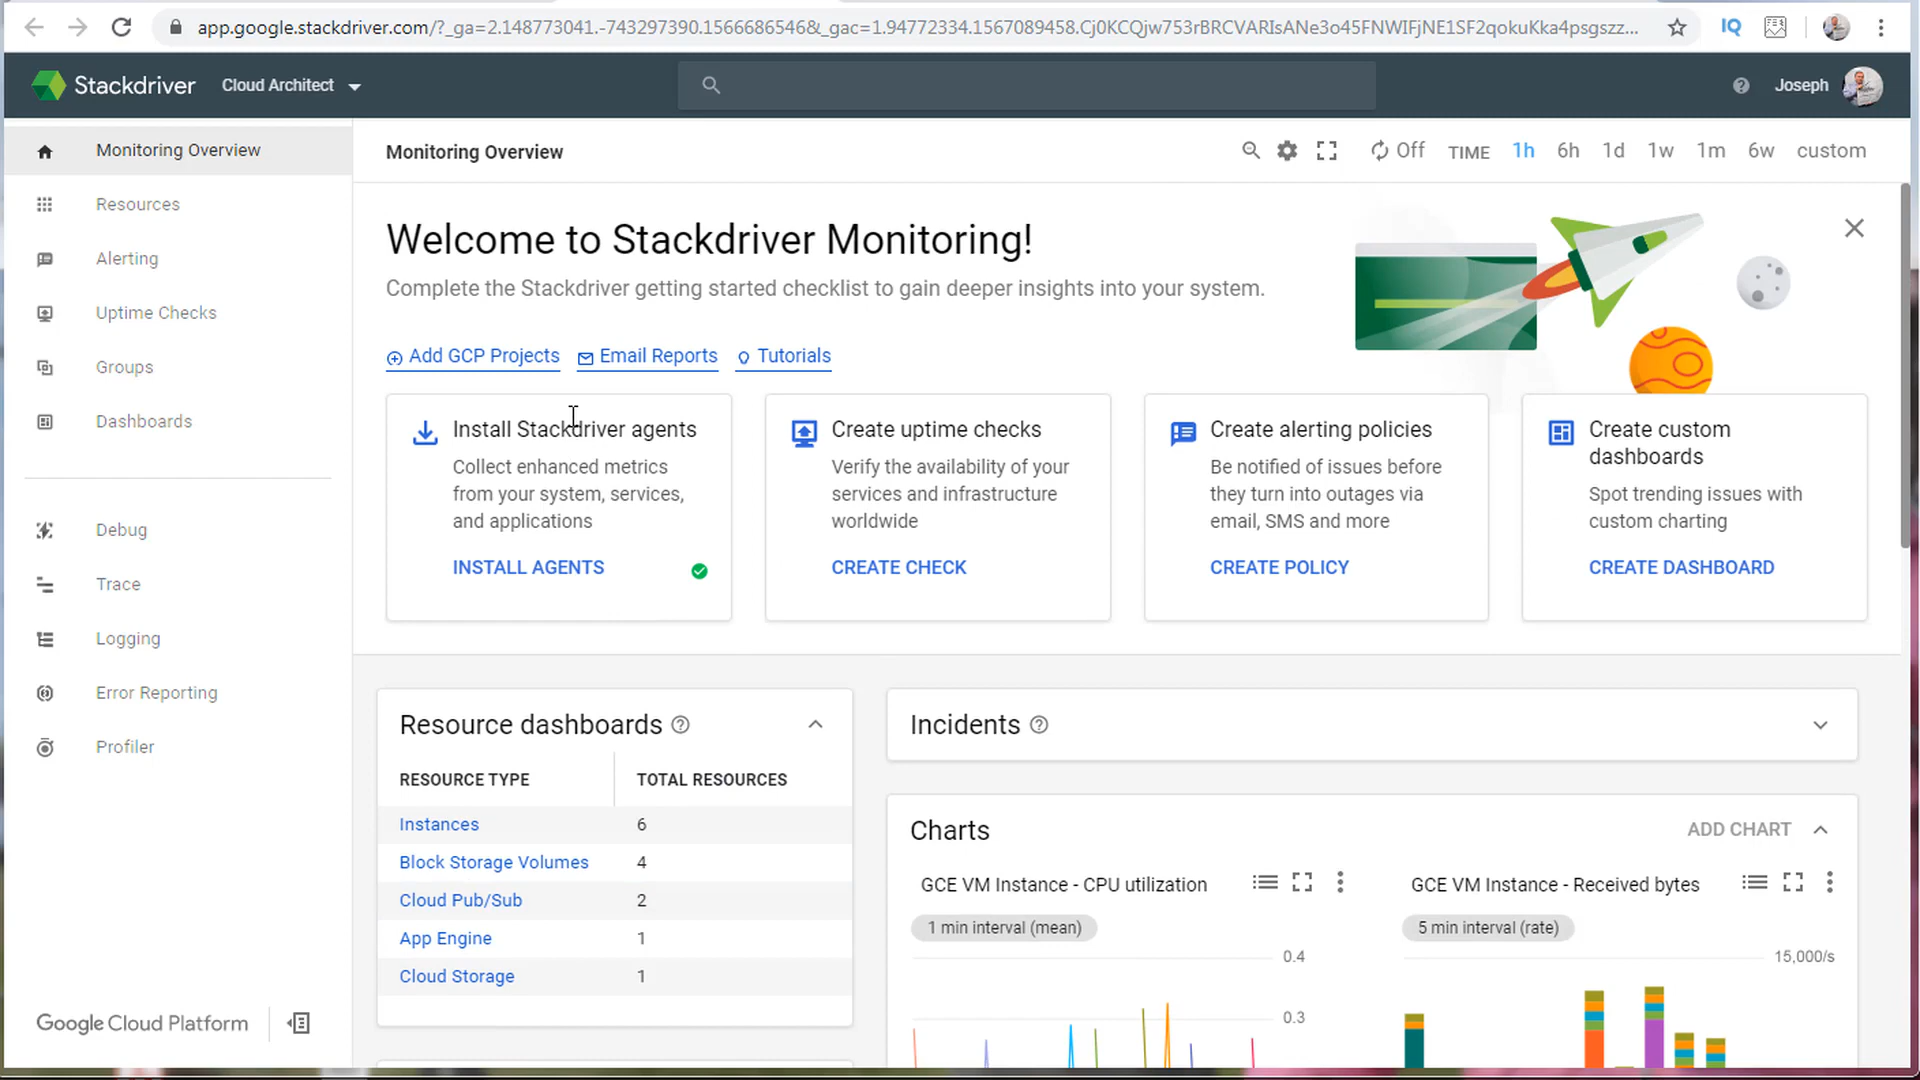 app.google.stackdriver.com/?_ga=2.148773041.-743297390.1566686546&_gac=1.94772334.1567089458.Cj0KCQjw753rBRCVARIsANe3o45FNWIFjNE1SF2qokuKka4psgszz...
IQ
Stackdriver
Cloud Architect
Joseph
Monitoring Overview
Resources
Alerting
Uptime Checks
Groups
Dashboards
Debug
Trace
Logging
Error Reporting
Profiler
Google Cloud Platform
Monitoring Overview
Off
TIME
1h
6h
1d
1w
1m
6w
custom
Welcome to Stackdriver Monitoring!
Complete the Stackdriver getting started checklist to gain deeper insights into your system.
Add GCP Projects
Email Reports
Tutorials
Install Stackdriver agents
Collect enhanced metrics
from your system, services,
and applications
INSTALL AGENTS
Create uptime checks
Verify the availability of your
services and infrastructure
worldwide
CREATE CHECK
Create alerting policies
Be notified of issues before
they turn into outages via
email, SMS and more
CREATE POLICY
Create custom
dashboards
Spot trending issues with
custom charting
CREATE DASHBOARD
Resource dashboards
RESOURCE TYPE TOTAL RESOURCES
Instances 6
Block Storage Volumes 4
Cloud Pub/Sub 2
App Engine 1
Cloud Storage 1
Incidents
Charts
ADD CHART
GCE VM Instance - CPU utilization
1 min interval (mean)
0.4
0.3
GCE VM Instance - Received bytes
5 min interval (rate)
15,000/s